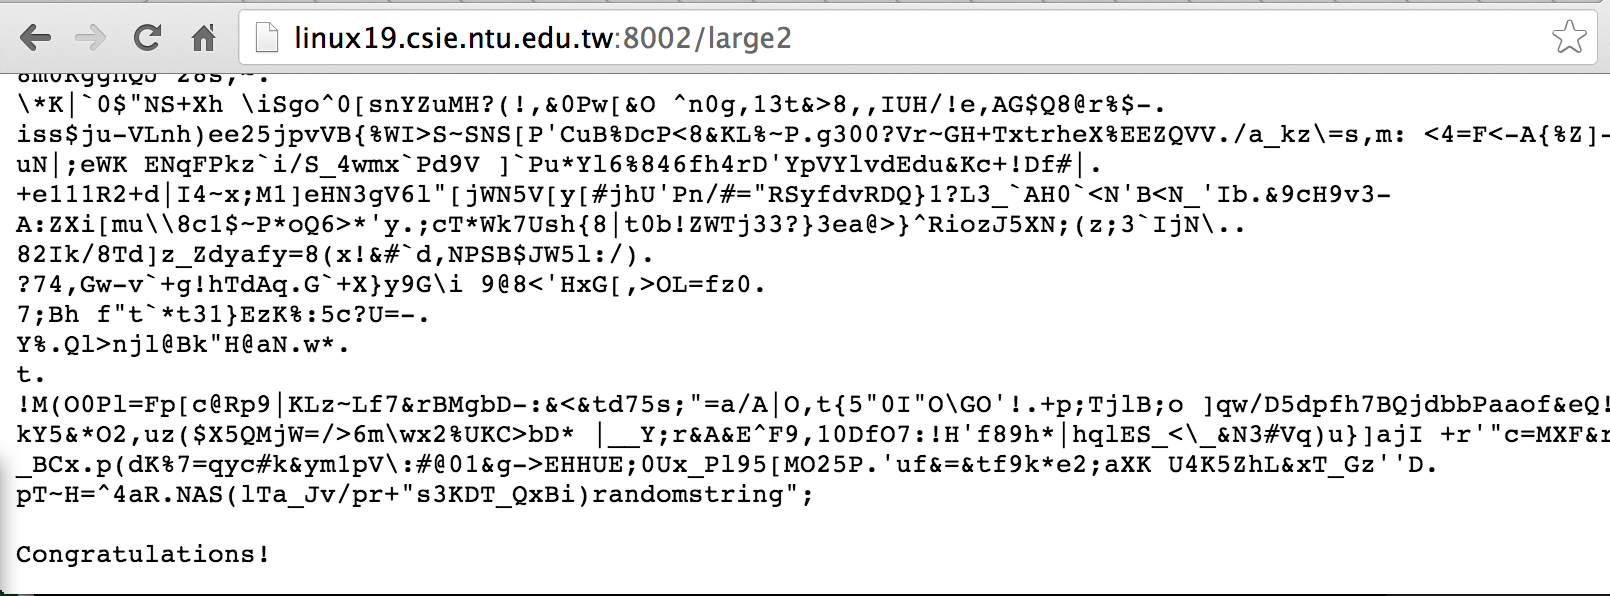 linux19.csie.ntu.edu.tw:8002/large2
\*K|`0$"NS+Xh \iSgo^0[snYZuMH?(!,&0Pw[&O ^n0g,13t&>8,,IUH/!e,AG$Q8@r%$-.
iss$ju-VLnh)ee25jpvVB{%WI>S~SNS[P'CuB%DcP<8&KL%~P.g300?Vr~GH+TxtrheX%EEZQVV./a_kz\=s,m: <4=F<-A{%Z]-
uN|;eWK ENqFPkz`i/S_4wmx`Pd9V ]`Pu*Yl6%846fh4rD'YpVYlvdEdu&Kc+!Df#|.
+e111R2+d|I4~x;M1]eHN3gV6l"[jWN5V[y[#jhU'Pn/#="RSyfdvRDQ}1?L3_`AH0`<N'B<N_'Ib.&9cH9v3-
A:ZXi[mu\\8c1$~P*oQ6>*'y.;cT*Wk7Ush{8|t0b!ZWTj33?}3ea@>}^RiozJ5XN;(z;3`IjN\..
82Ik/8Td]z_Zdyafy=8(x!&#`d,NPSB$JW5l:/).
?74,Gw-v`+g!hTdAq.G`+X}y9G\i 9@8<'HxG[,>OL=fz0.
7;Bh f"t`*t31}EzK%:5c?U=-.
Y%.Ql>njl@Bk"H@aN.w*.
t.
!M(O0Pl=Fp[c@Rp9|KLz~Lf7&rBMgbD-:&<&td75s;"=a/A|O,t{5"0I"O\GO'!.+p;TjlB;o ]qw/D5dpfh7BQjdbbPaaof&eQ!
kY5&*O2,uz($X5QMjW=/>6m\wx2%UKC>bD* |__Y;r&A&E^F9,10DfO7:!H'f89h*|hqlES_<\_&N3#Vq)u}]ajI +r'"c=MXF&r
_BCx.p(dK%7=qyc#k&ym1pV\:#@01&g->EHHUE;0Ux_Pl95[MO25P.'uf&=&tf9k*e2;aXK U4K5ZhL&xT_Gz''D.
pT~H=^4aR.NAS(lTa_Jv/pr+"s3KDT_QxBi)randomstring";
Congratulations!